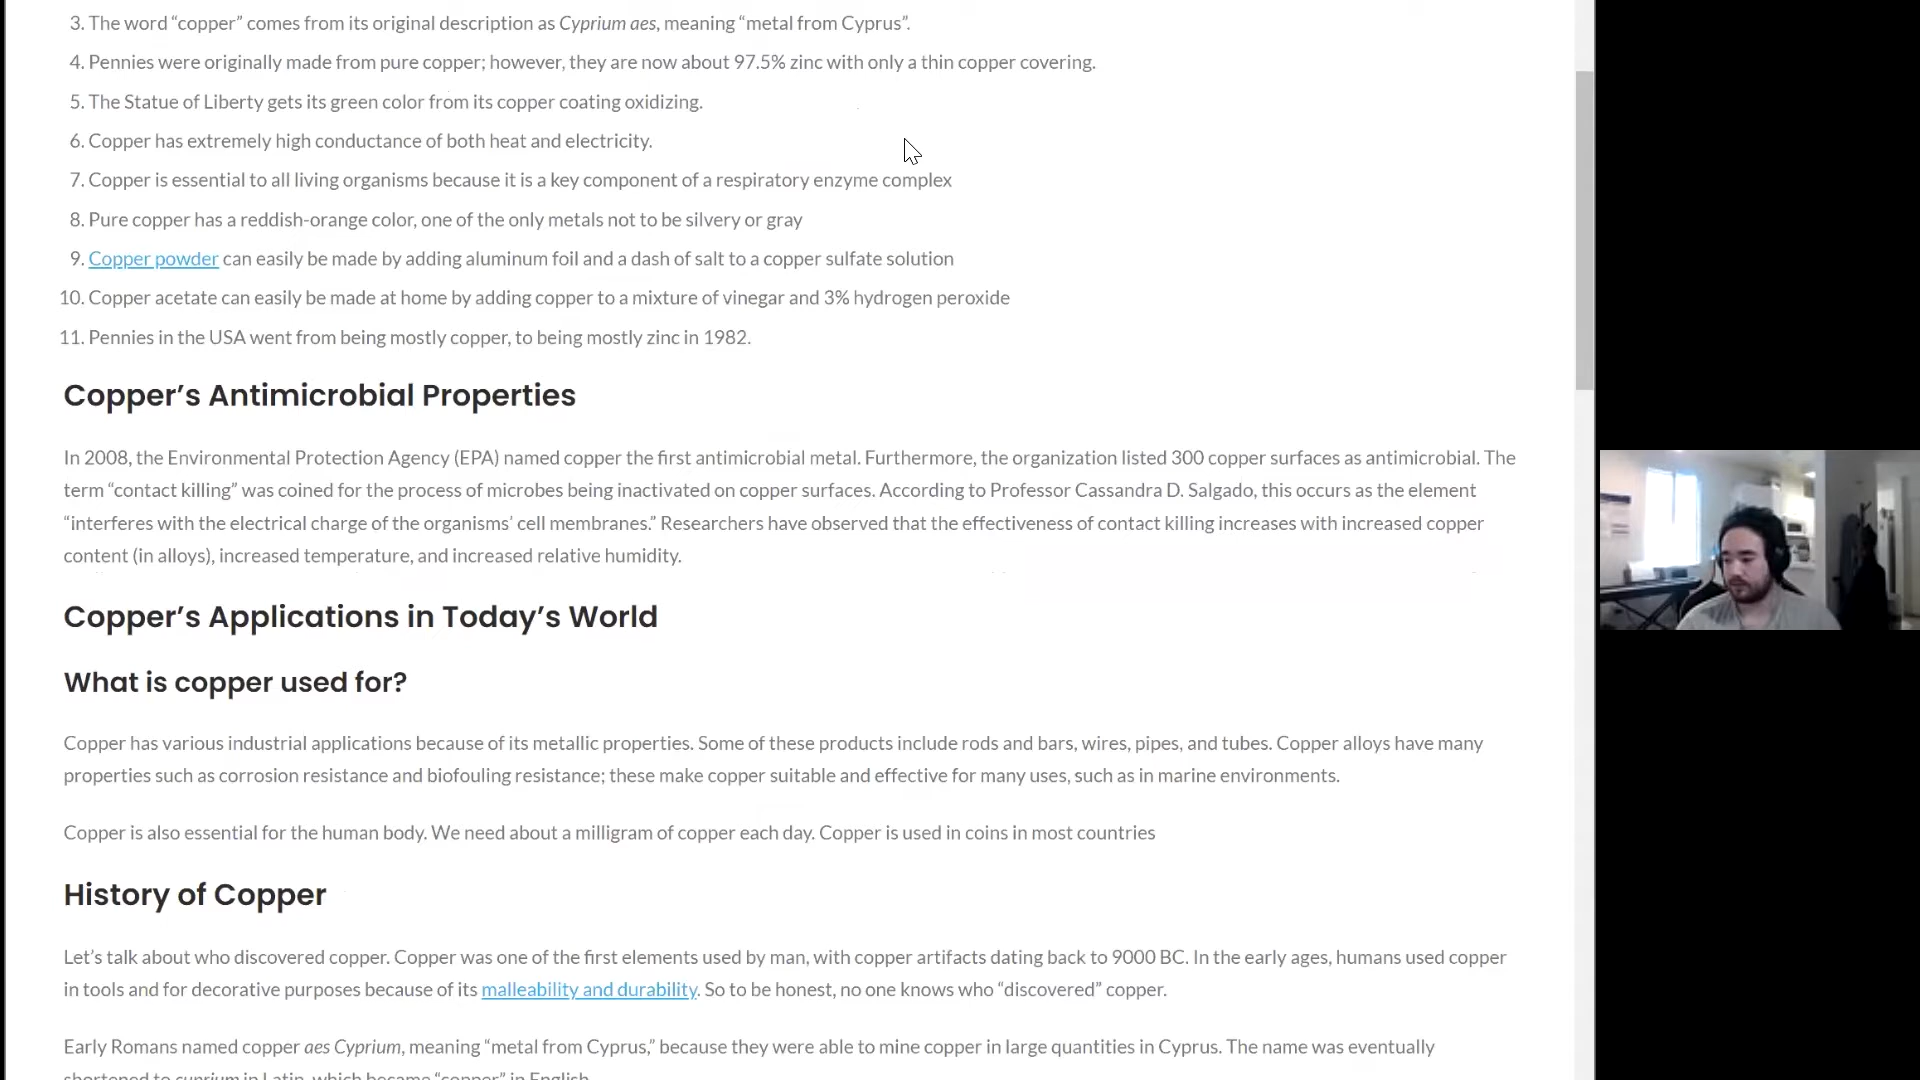 3. The word “copper” comes from its original description as Cyprium aes, meaning “metal from Cyprus”.
4. Pennies were originally made from pure copper; however, they are now about 97.5% zinc with only a thin copper covering.
5. The Statue of Liberty gets its green color from its copper coating oxidizing.
6. Copper has extremely high conductance of both heat and electricity.
7. Copper is essential to all living organisms because it is a key component of a respiratory enzyme complex
8. Pure copper has a reddish-orange color, one of the only metals not to be silvery or gray
9. Copper powder can easily be made by adding aluminum foil and a dash of salt to a copper sulfate solution
10. Copper acetate can easily be made at home by adding copper to a mixture of vinegar and 3% hydrogen peroxide
11. Pennies in the USA went from being mostly copper, to being mostly zinc in 1982.
Copper’s Antimicrobial Properties
In 2008, the Environmental Protection Agency (EPA) named copper the first antimicrobial metal. Furthermore, the organization listed 300 copper surfaces as antimicrobial. The
term “contact killing” was coined for the process of microbes being inactivated on copper surfaces. According to Professor Cassandra D. Salgado, this occurs as the element
“interferes with the electrical charge of the organisms’ cell membranes.” Researchers have observed that the effectiveness of contact killing increases with increased copper
content (in alloys), increased temperature, and increased relative humidity.
Copper’s Applications in Today’s World
What is copper used for?
Copper has various industrial applications because of its metallic properties. Some of these products include rods and bars, wires, pipes, and tubes. Copper alloys have many
properties such as corrosion resistance and biofouling resistance; these make copper suitable and effective for many uses, such as in marine environments.
Copper is also essential for the human body. We need about a milligram of copper each day. Copper is used in coins in most countries
History of Copper
Let’s talk about who discovered copper. Copper was one of the first elements used by man, with copper artifacts dating back to 9000 BC. In the early ages, humans used copper
in tools and for decorative purposes because of its malleability and durability. So to be honest, no one knows who “discovered” copper.
Early Romans named copper aes Cyprium, meaning “metal from Cyprus,” because they were able to mine copper in large quantities in Cyprus. The name was eventually
shortened to cuprium in Latin, which became “copper” in English.